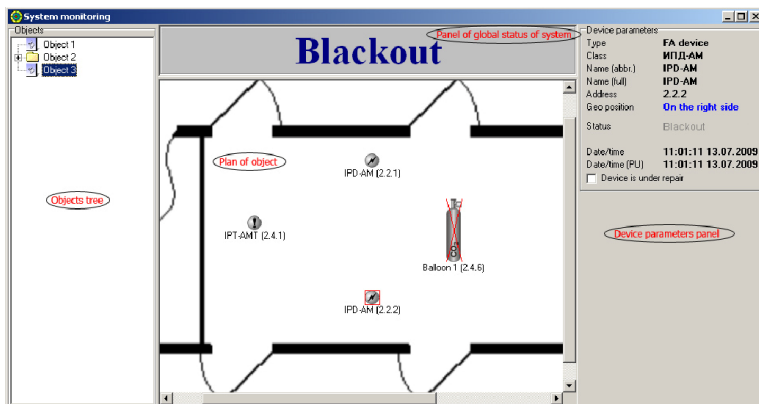 System monitoring
Objects
Object 1
Object 2
Object 3
Objects tree
Blackout
Panel of global status of system
Plan of object
IPD-AM (2.2.1)
IPT-AMT (2.4.1)
Balloon 1 (2.4.6)
IPD-AM (2.2.2)
Device parameters
Type FA device
Class ИПД-АМ
Name (abbr.) IPD-AM
Name (full) IPD-AM
Address 2.2.2
Geo position On the right side
Status Blackout
Date/time 11:01:11 13.07.2009
Date/time (PU) 11:01:11 13.07.2009
Device is under repair
Device parameters panel